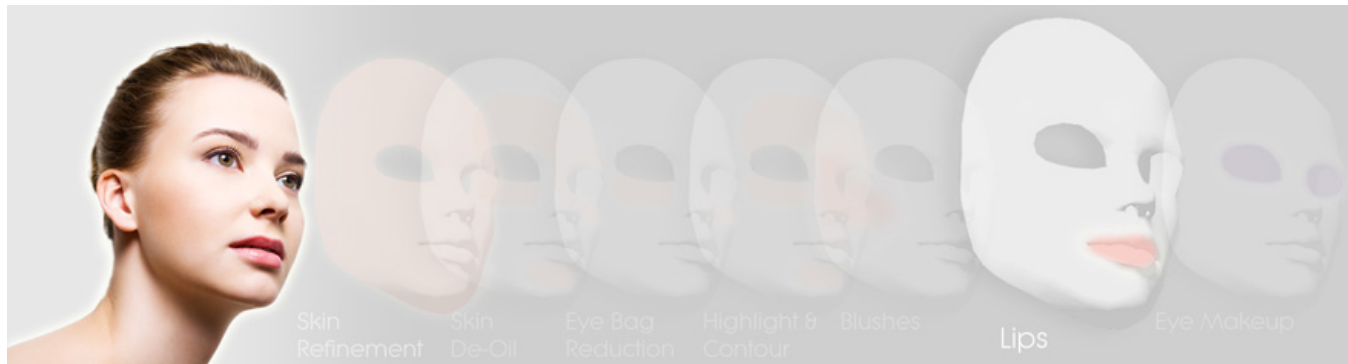 Skin
Refinement
Skin
De-Oil
Eye Bag
Reduction
Highlight &
Contour
Blushes
Lips
Eye Makeup